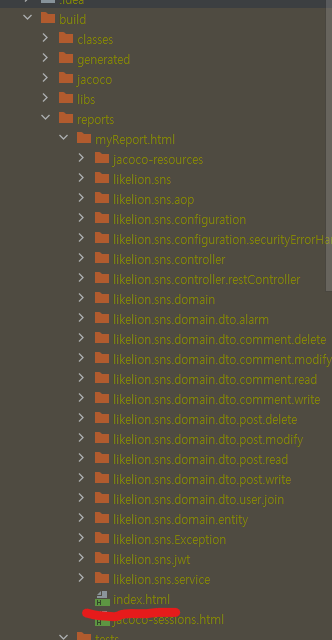 .idea
build
classes
generated
jacoco
libs
reports
myReport.html
jacoco-resources
likelion.sns
likelion.sns.aop
likelion.sns.configuration
likelion.sns.configuration.securityErrorHa
likelion.sns.controller
likelion.sns.controller.restController
likelion.sns.domain
likelion.sns.domain.dto.alarm
likelion.sns.domain.dto.comment.delete
likelion.sns.domain.dto.comment.modify
likelion.sns.domain.dto.comment.read
likelion.sns.domain.dto.comment.write
likelion.sns.domain.dto.post.delete
likelion.sns.domain.dto.post.modify
likelion.sns.domain.dto.post.read
likelion.sns.domain.dto.post.write
likelion.sns.domain.dto.user.join
likelion.sns.domain.entity
likelion.sns.Exception
likelion.sns.jwt
likelion.sns.service
index.html
jacoco-sessions.html
tests